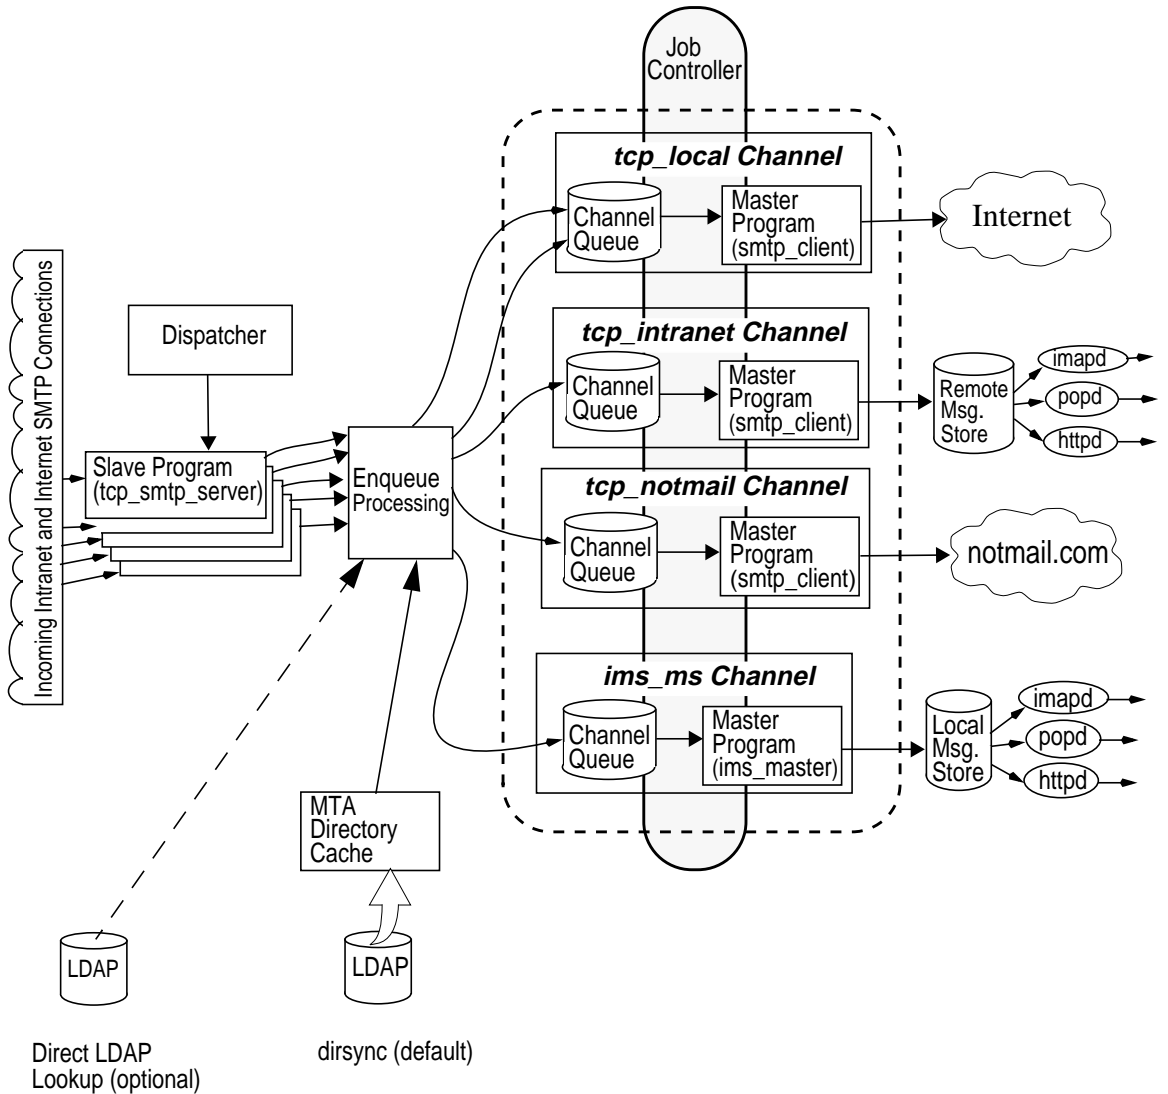 Job
Controller
tcp_local Channel
Channel
Queue
Master
Program
(smtp_client)
Internet
Incoming Intranet and Internet SMTP Connections
Dispatcher
tcp_intranet Channel
Channel
Queue
Master
Program
(smtp_client)
Remote
Msg.
Store
imapd
popd
httpd
Slave Program
(tcp_smtp_server)
Enqueue
Processing
tcp_notmail Channel
Channel
Queue
Master
Program
(smtp_client)
notmail.com
ims_ms Channel
Channel
Queue
Master
Program
(ims_master)
Local
Msg.
Store
imapd
popd
httpd
MTA
Directory
Cache
LDAP
LDAP
Direct LDAP
Lookup (optional)
dirsync (default)